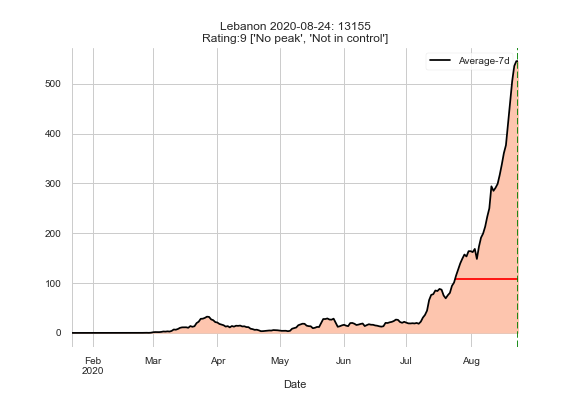 Lebanon 2020-08-24: 13155
Rating:9 ['No peak', 'Not in control']
Average-7d
500
400
300
200
100
0
Feb Mar Apr May Jun Jul Aug
2020
Date